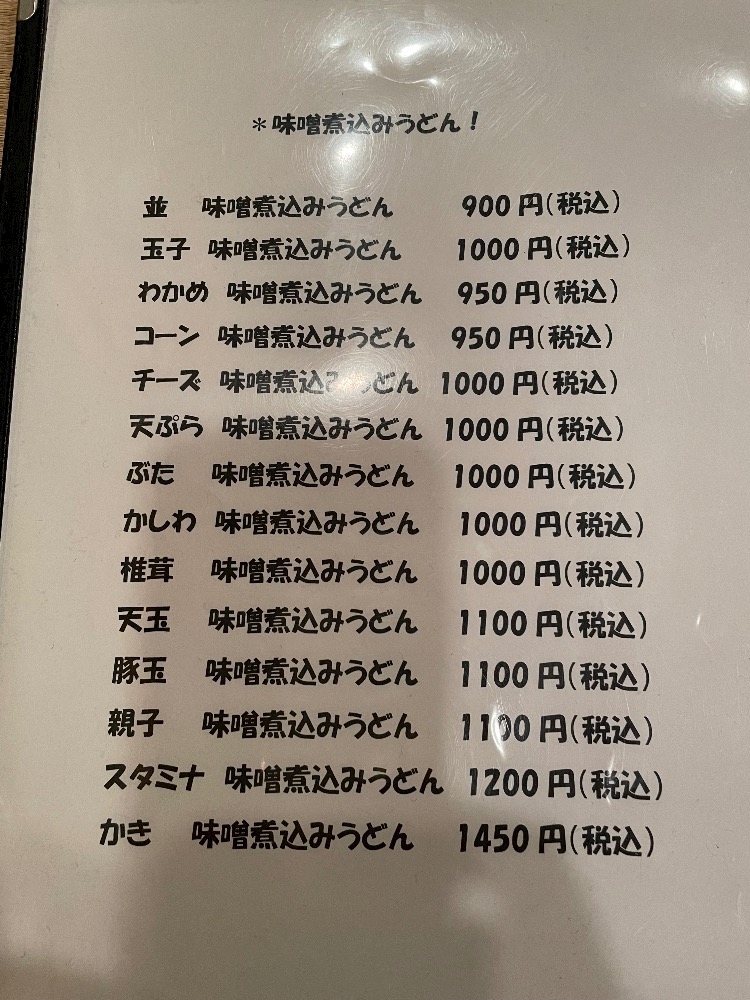 ＊味噌煮込みうどん！
並 味噌煮込みうどん 900円(税込)
玉子 味噌煮込みうどん 1000円(税込)
わかめ 味噌煮込みうどん 950円(税込)
コーン 味噌煮込みうどん 950円(税込)
チーズ 味噌煮込みうどん 1000円(税込)
天ぷら 味噌煮込みうどん 1000円(税込)
ぶた 味噌煮込みうどん 1000円(税込)
かしわ 味噌煮込みうどん 1000円(税込)
椎茸 味噌煮込みうどん 1000円(税込)
天玉 味噌煮込みうどん 1100円(税込)
豚玉 味噌煮込みうどん 1100円(税込)
親子 味噌煮込みうどん 1100円(税込)
スタミナ 味噌煮込みうどん 1200円(税込)
かき 味噌煮込みうどん 1450円(税込)